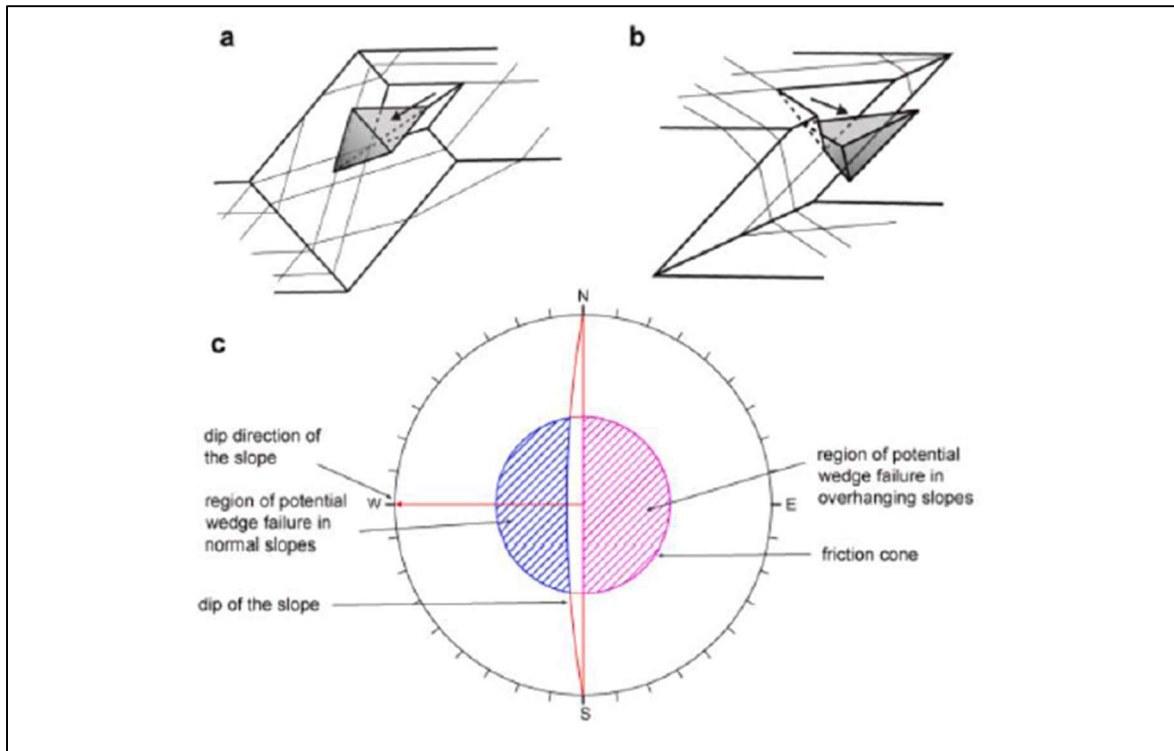 a
b
c
N
dip direction of
the slope
W
region of potential
wedge failure in
normal slopes
dip of the slope
region of potential
wedge failure in
overhanging slopes
E
friction cone
S